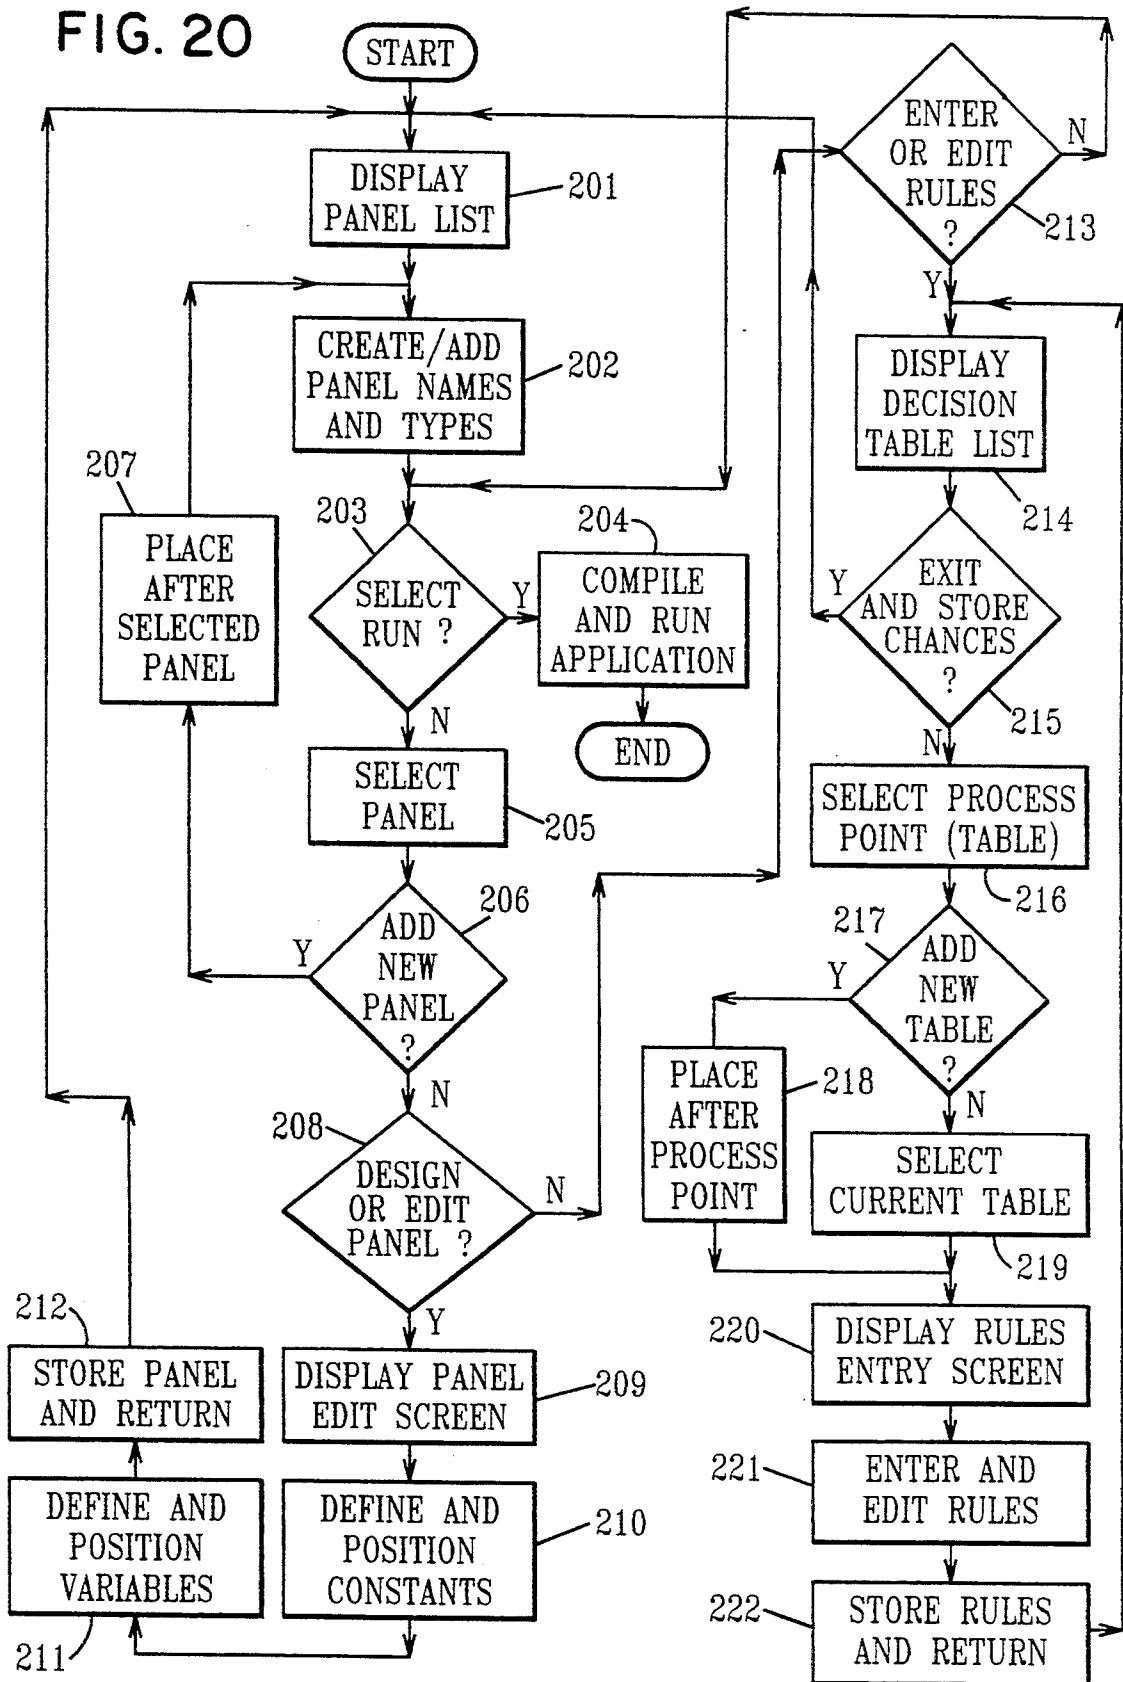 FIG. 20
START
DISPLAY
PANEL LIST
201
CREATE/ADD
PANEL NAMES
AND TYPES
202
203
SELECT
RUN ?
Y
N
204
COMPILE
AND RUN
APPLICATION
END
SELECT
PANEL
205
206
ADD
NEW
PANEL
?
Y
N
207
PLACE
AFTER
SELECTED
PANEL
208
DESIGN
OR EDIT
PANEL ?
N
Y
DISPLAY PANEL
EDIT SCREEN
209
DEFINE AND
POSITION
CONSTANTS
210
DEFINE AND
POSITION
VARIABLES
211
212
STORE PANEL
AND RETURN
ENTER
OR EDIT
RULES
?
N
213
Y
DISPLAY
DECISION
TABLE LIST
214
EXIT
AND STORE
CHANCES
?
Y
215
N
SELECT PROCESS
POINT (TABLE)
216
217
ADD
NEW
TABLE
?
Y
N
PLACE
AFTER
PROCESS
POINT
218
SELECT
CURRENT TABLE
219
220
DISPLAY RULES
ENTRY SCREEN
221
ENTER AND
EDIT RULES
222
STORE RULES
AND RETURN